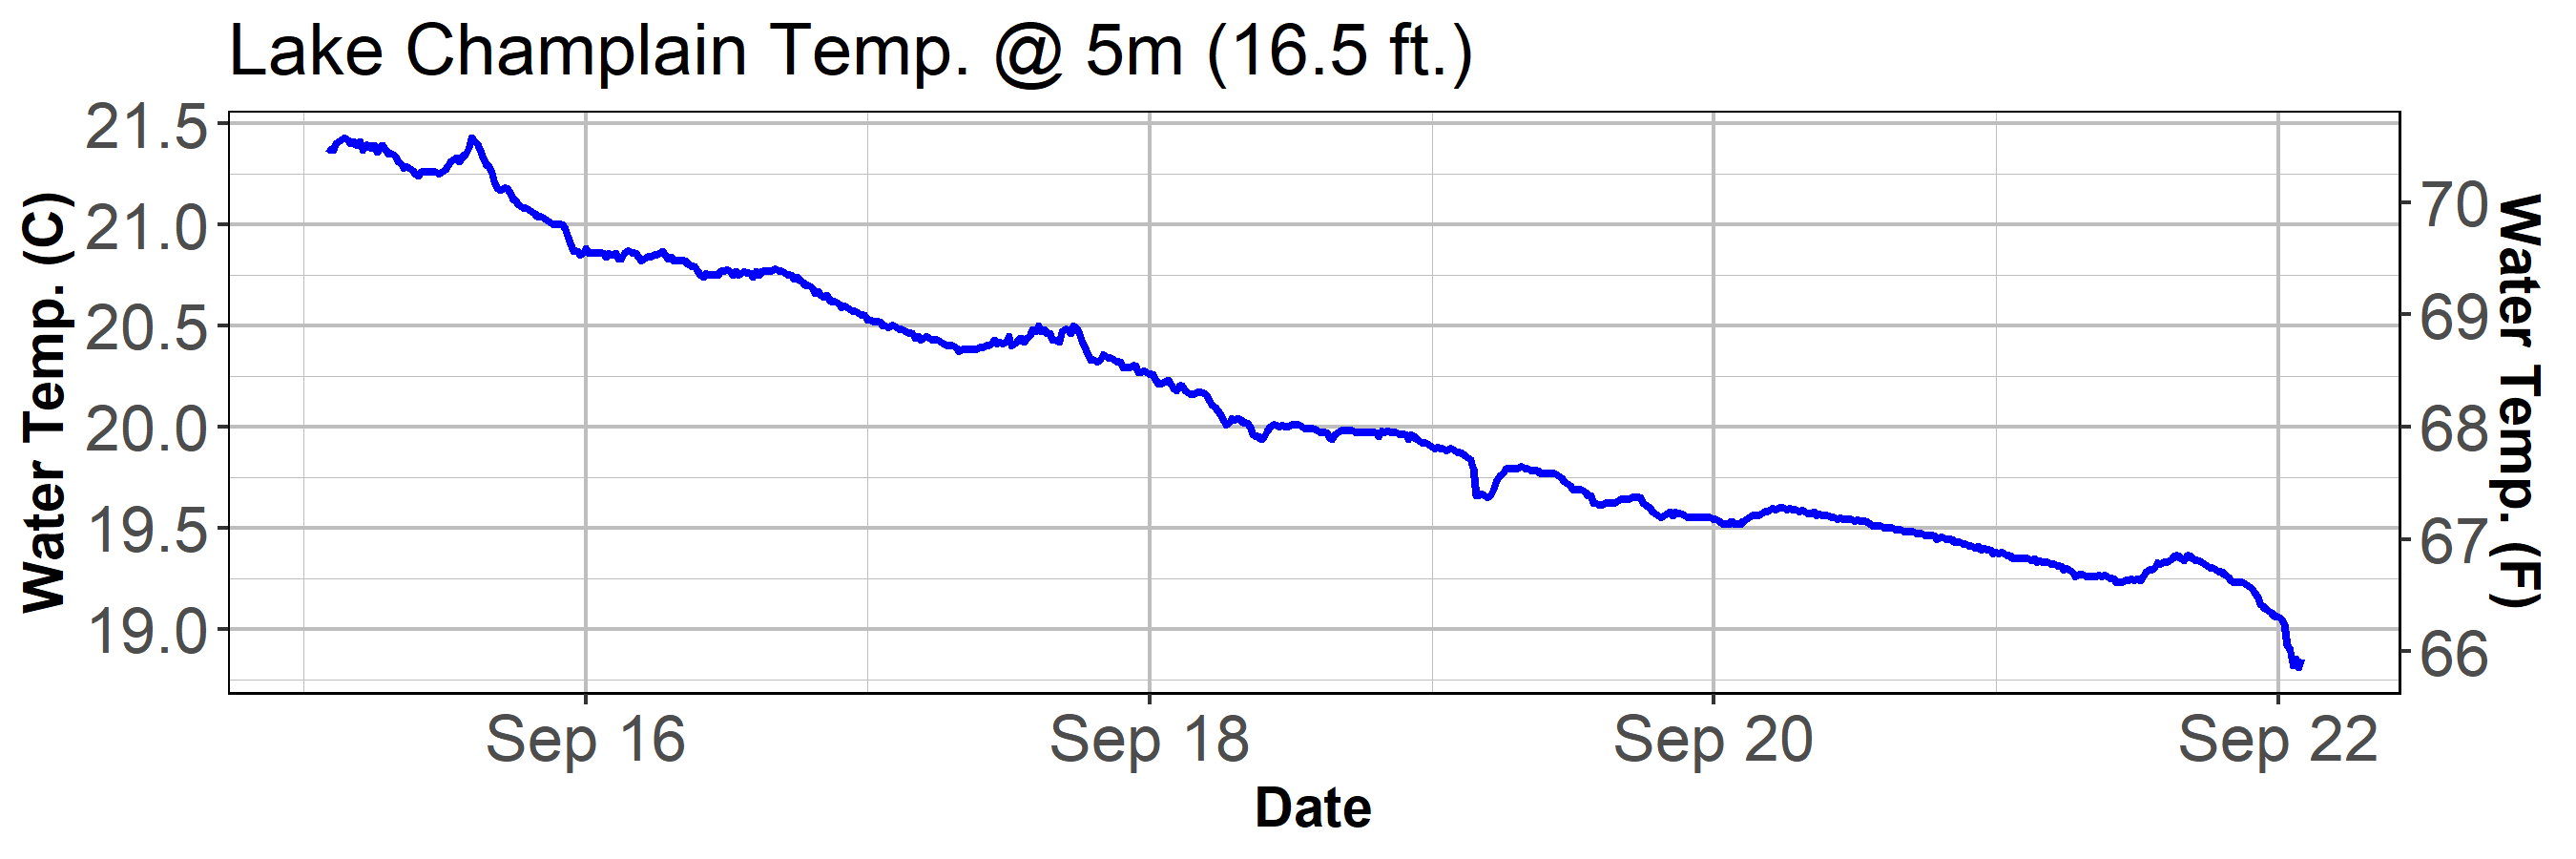 Lake Champlain Temp. @ 5m (16.5 ft.)
Water Temp. (C)
21.5
21.0
20.5
20.0
19.5
19.0
70
69
68
67
66
Water Temp. (F)
Sep 16
Sep 18
Sep 20
Sep 22
Date